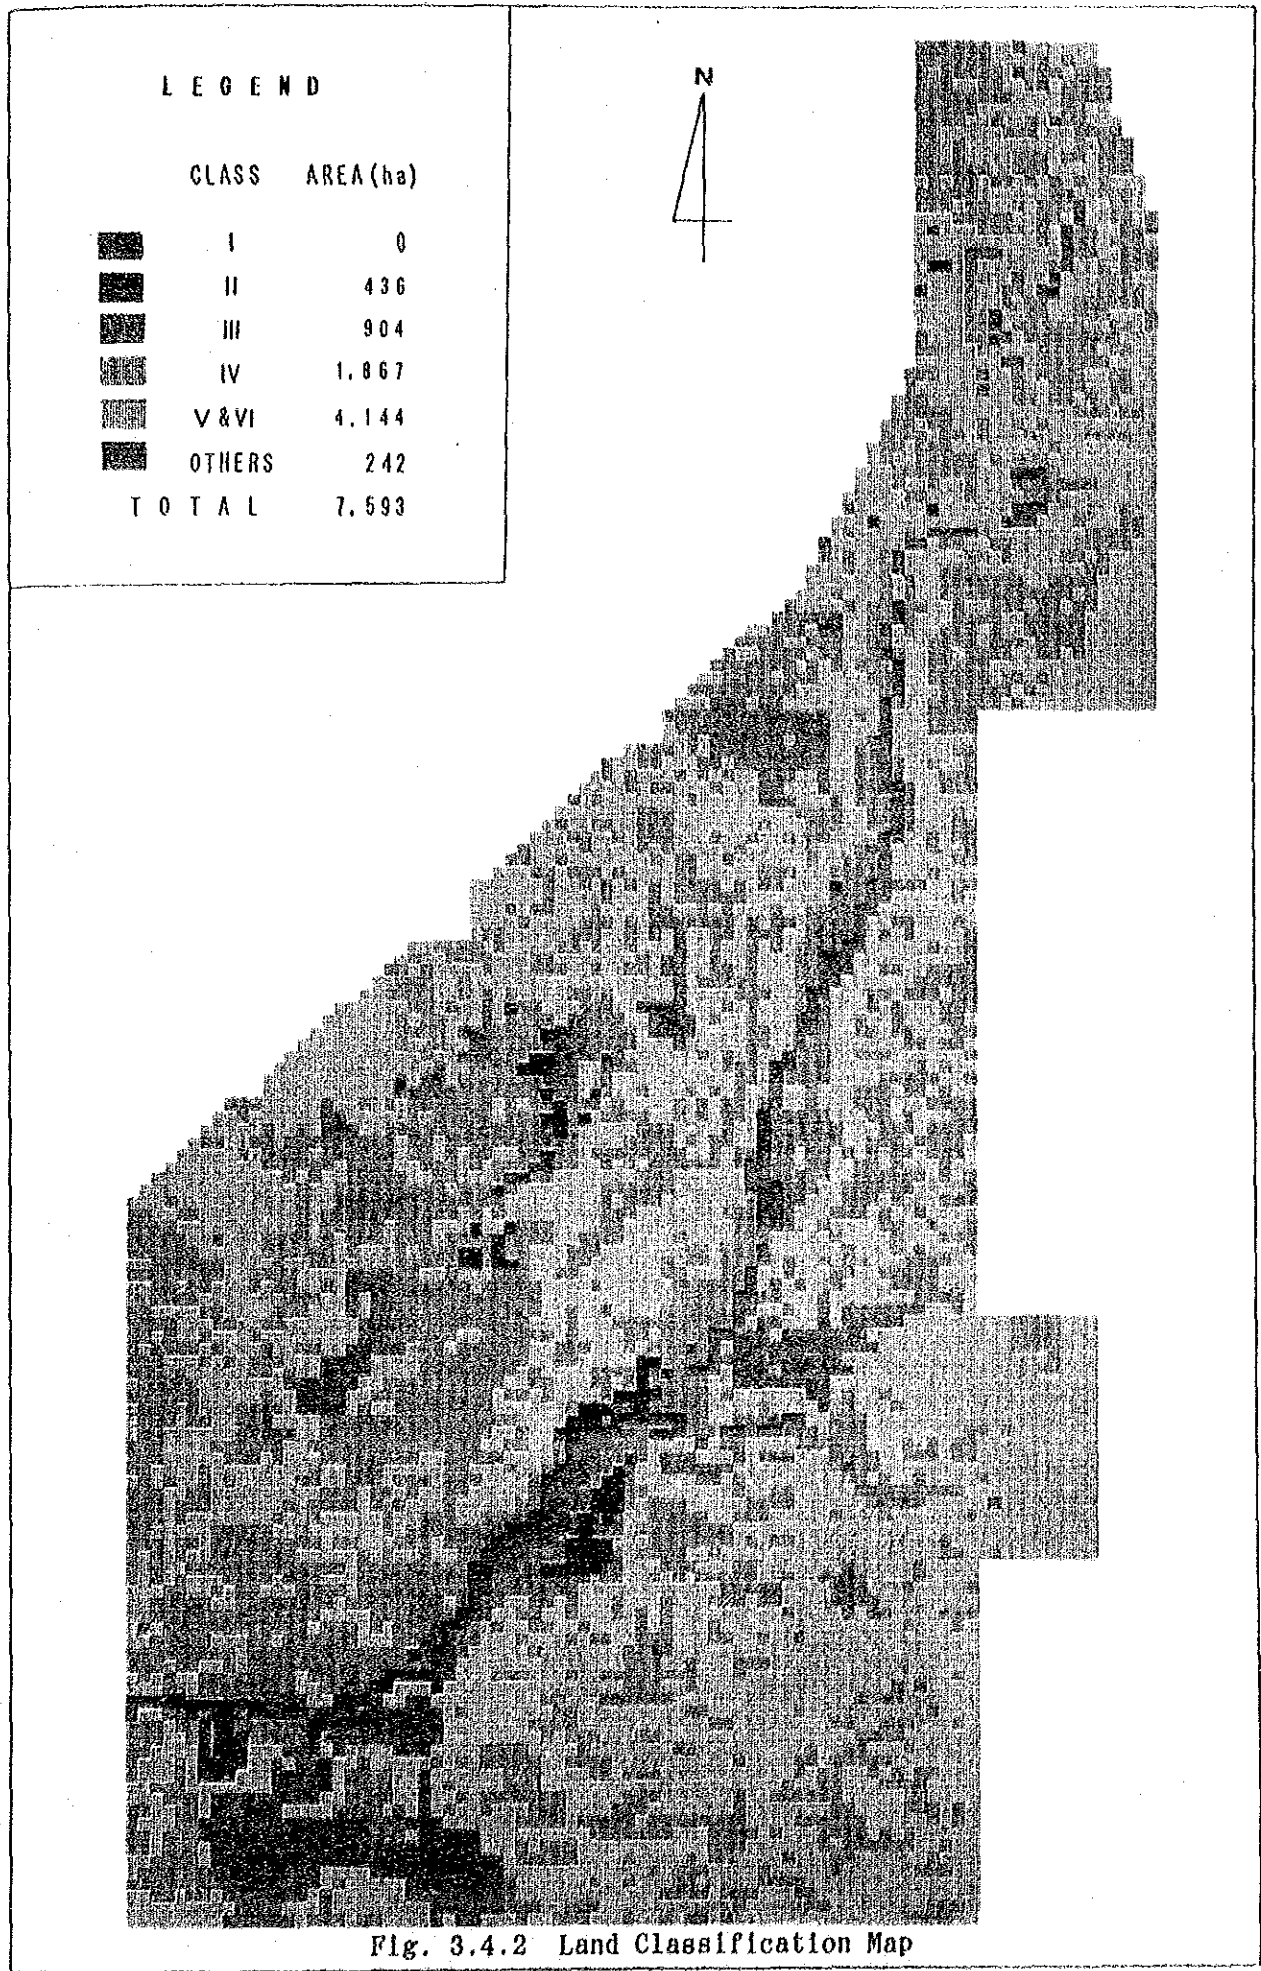 LEGEND
CLASS AREA(ha)
I 0
II 436
III 904
IV 1,867
V&VI 4,144
OTHERS 242
TOTAL 7,593
N
Fig. 3.4.2 Land Classification Map